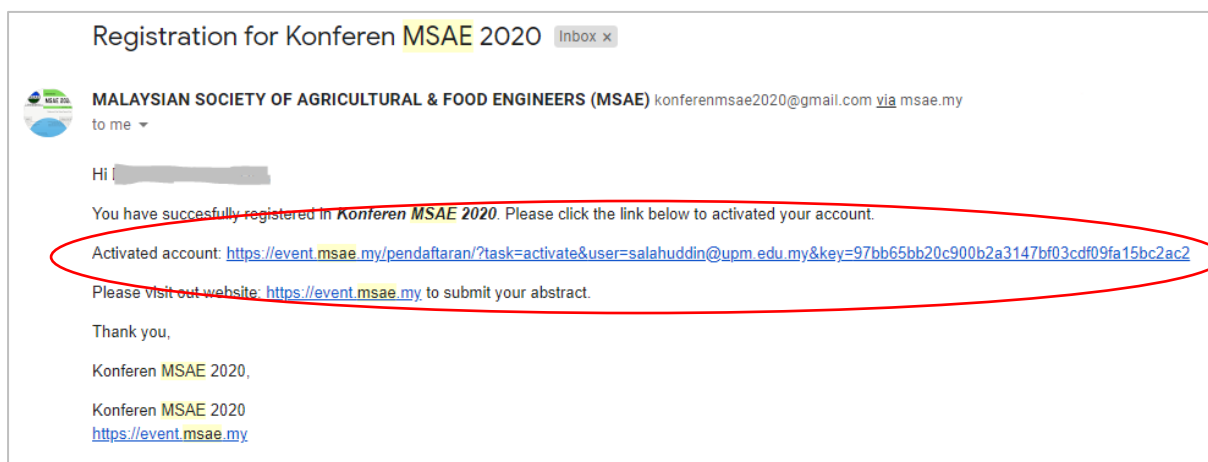 Registration for Konferen MSAE 2020 Inbox x
MALAYSIAN SOCIETY OF AGRICULTURAL & FOOD ENGINEERS (MSAE) konferenmsae2020@gmail.com via msae.my
to me
Hi
You have succesfully registered in Konferen MSAE 2020. Please click the link below to activated your account.
Activated account: https://event.msae.my/pendaftaran/?task=activate&user=salahuddin@upm.edu.my&key=97bb65bb20c900b2a3147bf03cdf09fa15bc2ac2
Please visit out website: https://event.msae.my to submit your abstract.
Thank you,
Konferen MSAE 2020,
Konferen MSAE 2020
https://event.msae.my